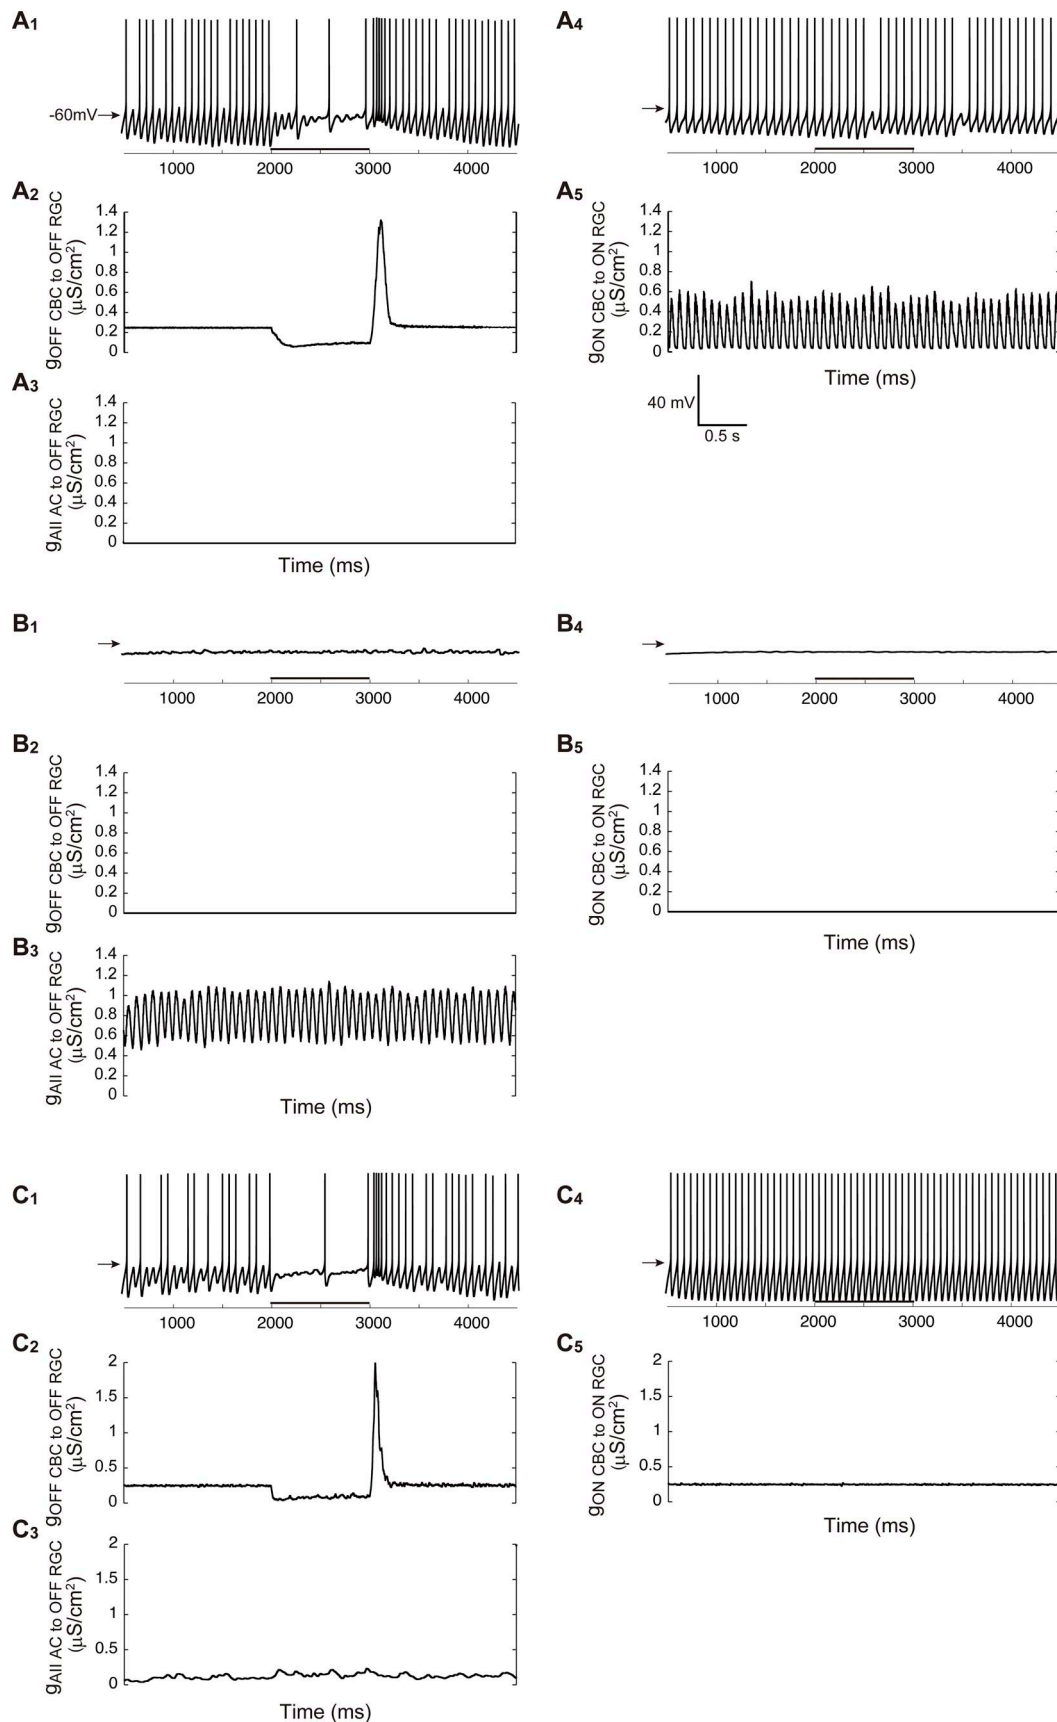 A1
-60mV
1000 2000 3000 4000
A2
gOFF CBC to OFF RGC
(µS/cm²)
1.4
1.2
1
0.8
0.6
0.4
0.2
0
A3
gAII AC to OFF RGC
(µS/cm²)
1.4
1.2
1
0.8
0.6
0.4
0.2
0
Time (ms)
A4
1000 2000 3000 4000
A5
gON CBC to ON RGC
(µS/cm²)
1.4
1.2
1
0.8
0.6
0.4
0.2
0
Time (ms)
40 mV
0.5 s
B1
1000 2000 3000 4000
B2
gOFF CBC to OFF RGC
(µS/cm²)
1.4
1.2
1
0.8
0.6
0.4
0.2
0
B3
gAII AC to OFF RGC
(µS/cm²)
1.4
1.2
1
0.8
0.6
0.4
0.2
0
Time (ms)
B4
1000 2000 3000 4000
B5
gON CBC to ON RGC
(µS/cm²)
1.4
1.2
1
0.8
0.6
0.4
0.2
0
Time (ms)
C1
1000 2000 3000 4000
C2
gOFF CBC to OFF RGC
(µS/cm²)
2
1.5
1
0.5
0
C3
gAII AC to OFF RGC
(µS/cm²)
2
1.5
1
0.5
0
Time (ms)
C4
1000 2000 3000 4000
C5
gON CBC to ON RGC
(µS/cm²)
2
1.5
1
0.5
0
Time (ms)